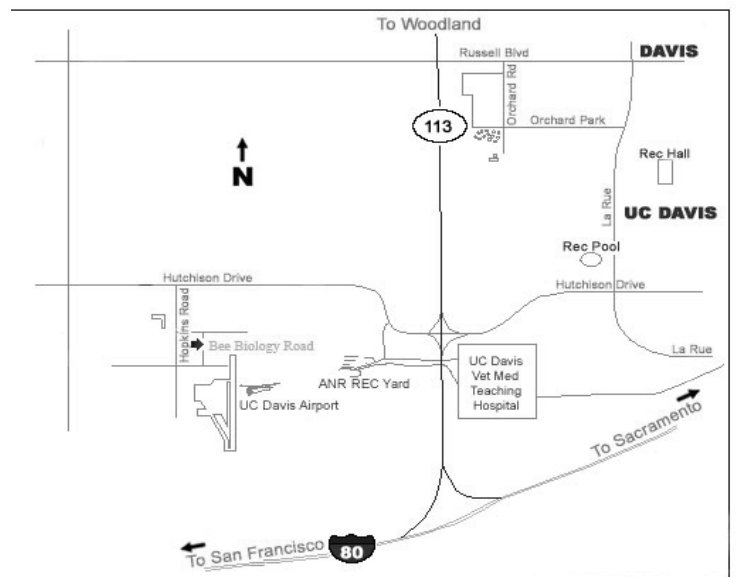 To Woodland
Russell Blvd
DAVIS
Orchard Rd
113
Orchard Park
Rec Hall
N
La Rue
UC DAVIS
Rec Pool
Hutchison Drive
Hutchison Drive
Hopkins Road
Bee Biology Road
La Rue
UC Davis
Vet Med
Teaching
Hospital
ANR REC Yard
UC Davis Airport
To Sacramento
To San Francisco
80